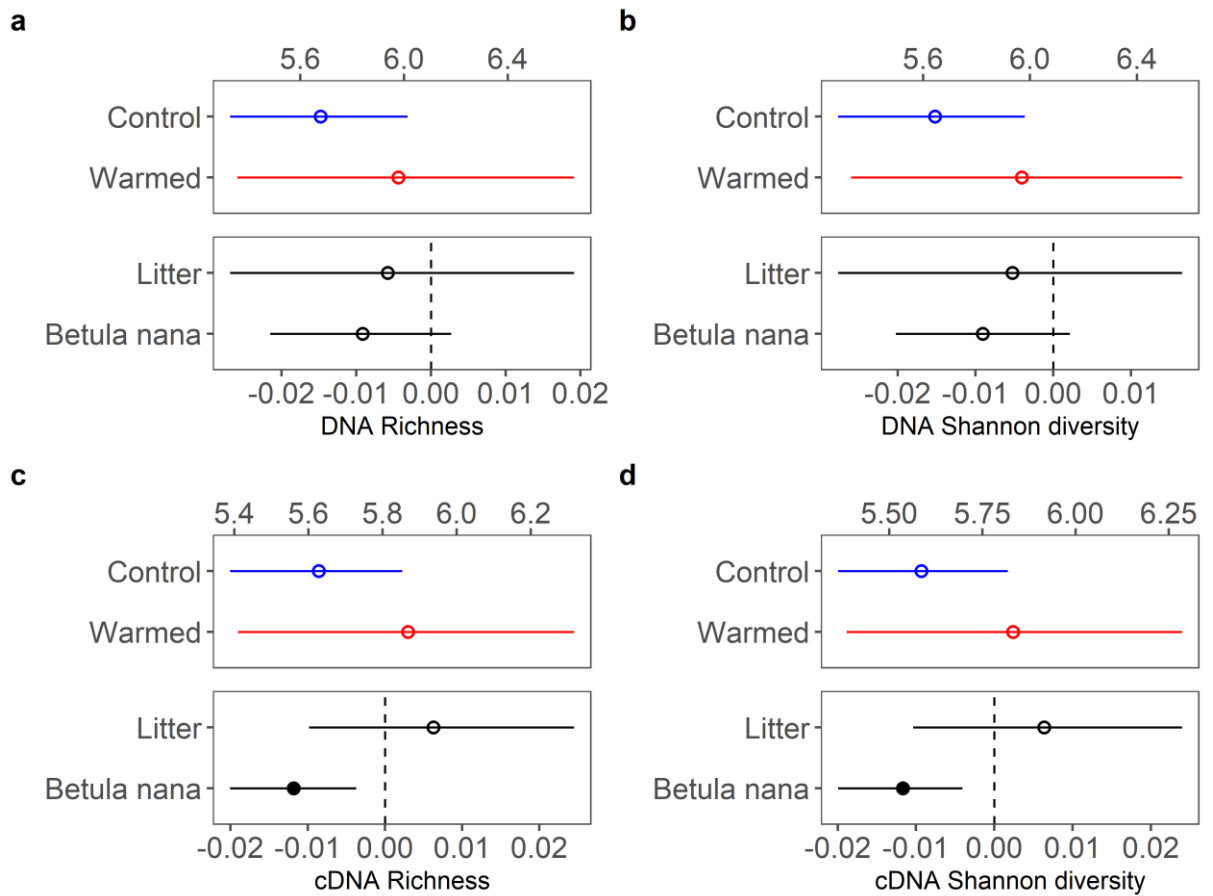 a
5.6 6.0 6.4
Control
Warmed
Litter
Betula nana
-0.02 -0.01 0.00 0.01 0.02
DNA Richness
b
5.6 6.0 6.4
Control
Warmed
Litter
Betula nana
-0.02 -0.01 0.00 0.01
DNA Shannon diversity
c
5.4 5.6 5.8 6.0 6.2
Control
Warmed
Litter
Betula nana
-0.02 -0.01 0.00 0.01 0.02
cDNA Richness
d
5.50 5.75 6.00 6.25
Control
Warmed
Litter
Betula nana
-0.02 -0.01 0.00 0.01 0.02
cDNA Shannon diversity